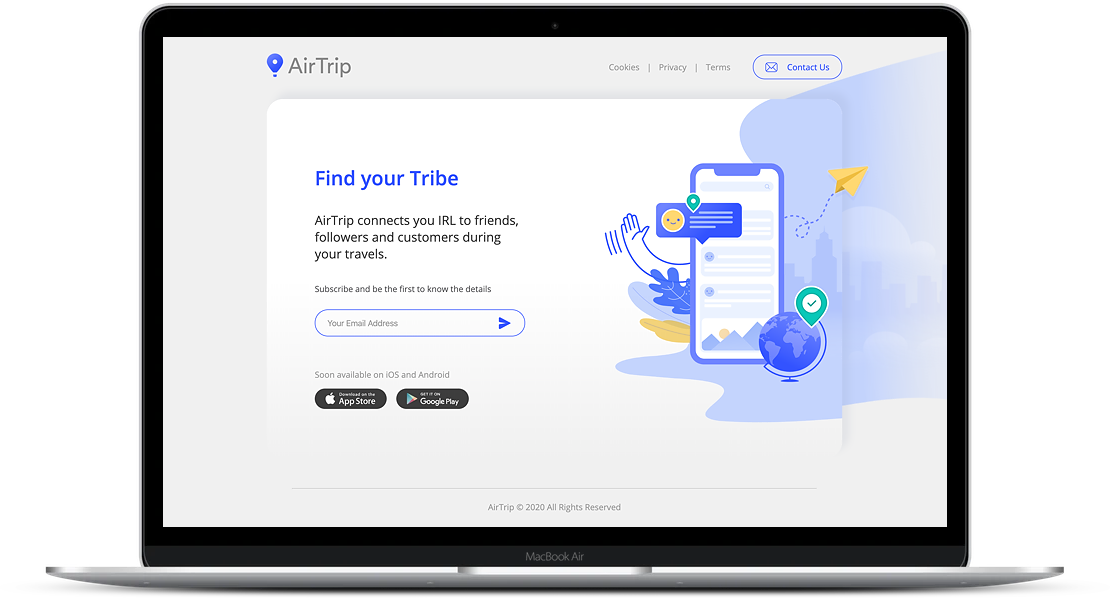 AirTrip
Cookies | Privacy | Terms
Contact Us
Find your Tribe
AirTrip connects you IRL to friends,
followers and customers during
your travels.
Subscribe and be the first to know the details
Your Email Address
Soon available on iOS and Android
Download on the
App Store
GET IT ON
Google Play
AirTrip © 2020 All Rights Reserved
MacBook Air